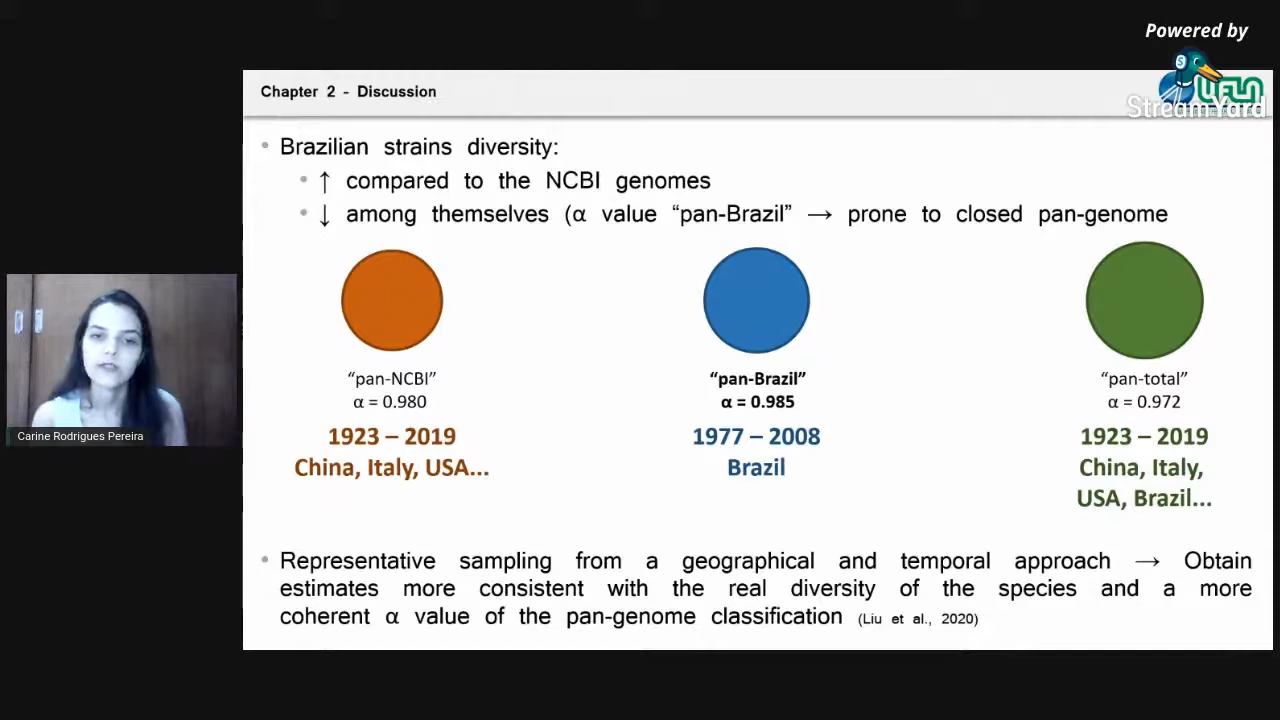 Powered by
StreamYard
Chapter 2 - Discussion
• Brazilian strains diversity:
• ↑ compared to the NCBI genomes
• ↓ among themselves (α value “pan-Brazil” → prone to closed pan-genome
“pan-NCBI”
α = 0.980
1923 – 2019
China, Italy, USA...
“pan-Brazil”
α = 0.985
1977 – 2008
Brazil
“pan-total”
α = 0.972
1923 – 2019
China, Italy,
USA, Brazil...
• Representative sampling from a geographical and temporal approach → Obtain
estimates more consistent with the real diversity of the species and a more
coherent α value of the pan-genome classification (Liu et al., 2020)
Carine Rodrigues Pereira